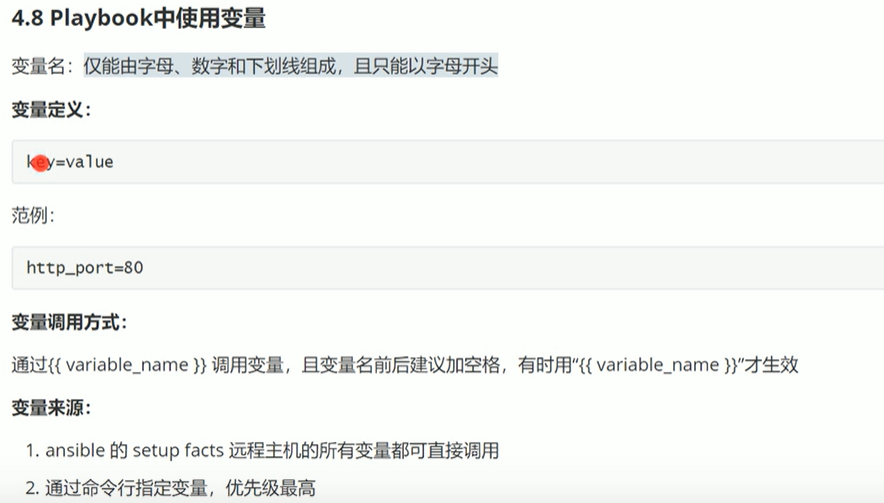 4.8 Playbook中使用变量
变量名：仅能由字母、数字和下划线组成，且只能以字母开头
变量定义：
key=value
范例：
http_port=80
变量调用方式：
通过{{ variable_name }} 调用变量，且变量名前后建议加空格，有时用“{{ variable_name }}”才生效
变量来源：
1. ansible 的 setup facts 远程主机的所有变量都可直接调用
2. 通过命令行指定变量，优先级最高